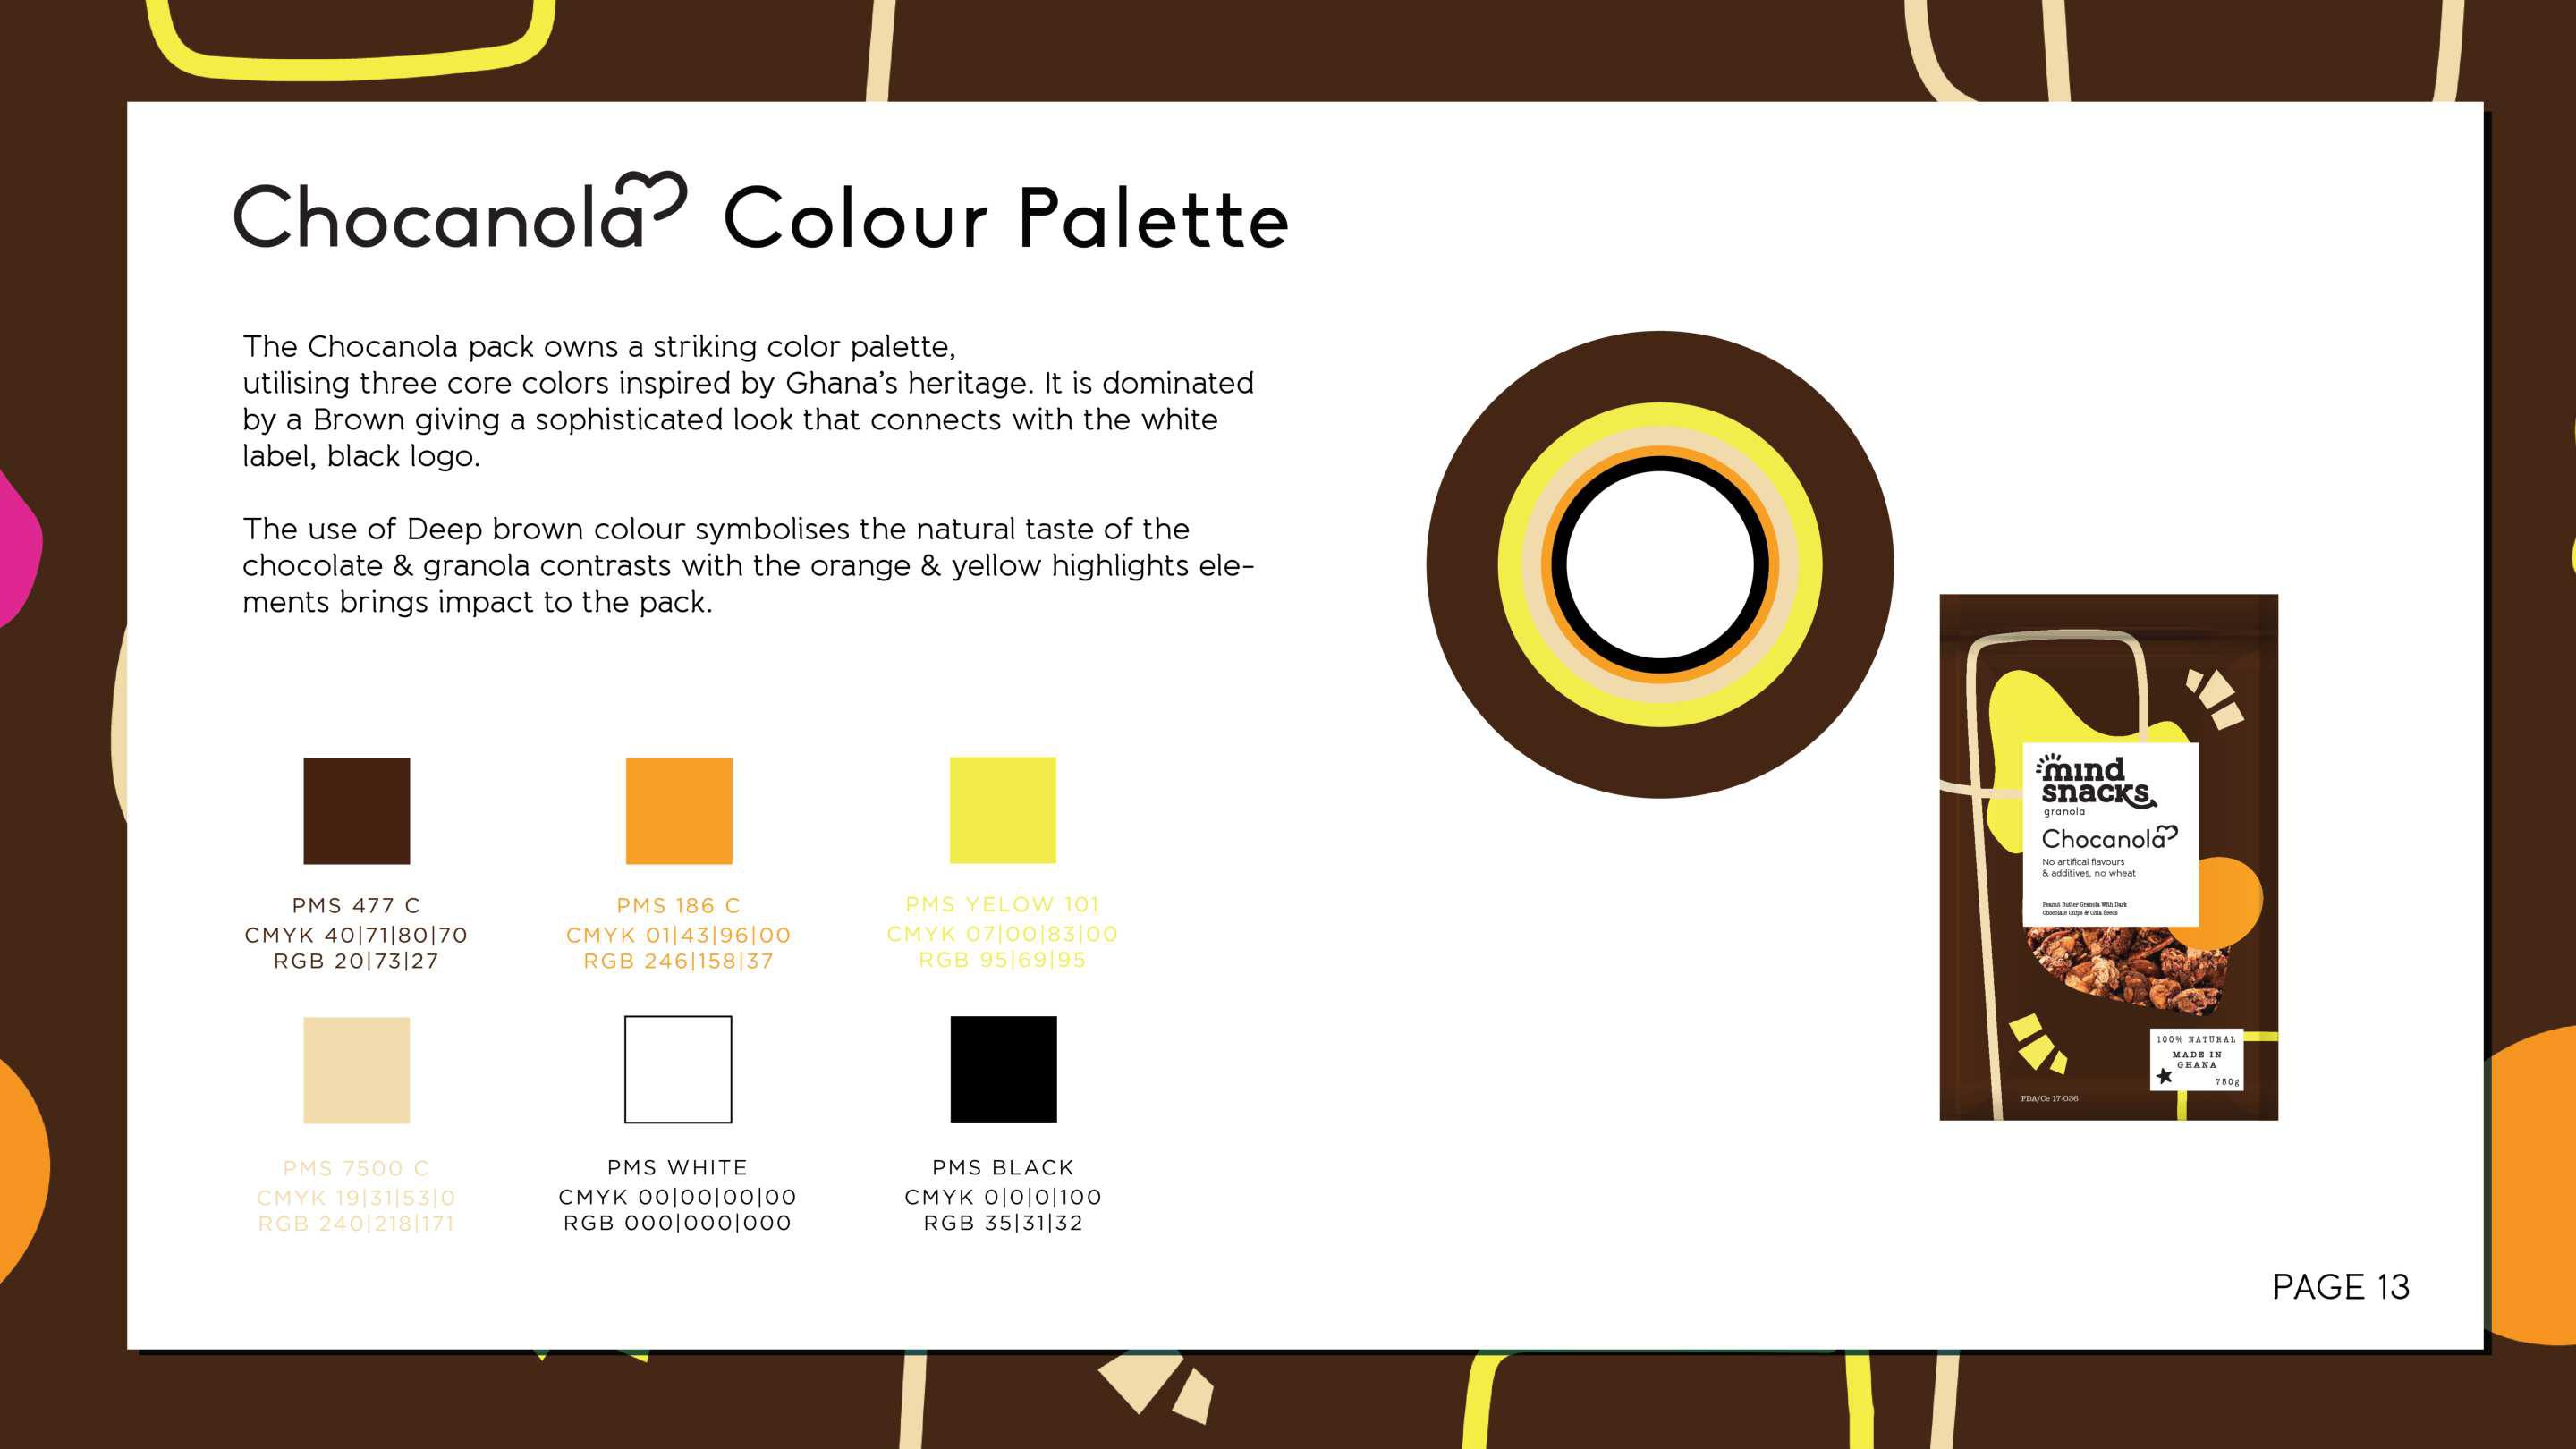 Chocanola Colour Palette
The Chocanola pack owns a striking color palette,
utilising three core colors inspired by Ghana’s heritage. It is dominated
by a Brown giving a sophisticated look that connects with the white
label, black logo.
The use of Deep brown colour symbolises the natural taste of the
chocolate & granola contrasts with the orange & yellow highlights ele-
ments brings impact to the pack.
PMS 477 C
CMYK 40|71|80|70
RGB 20|73|27
PMS 186 C
CMYK 01|43|96|00
RGB 246|158|37
PMS YELOW 101
CMYK 07|00|83|00
RGB 95|69|95
PMS 7500 C
CMYK 19|31|53|0
RGB 240|218|171
PMS WHITE
CMYK 00|00|00|00
RGB 000|000|000
PMS BLACK
CMYK 0|0|0|100
RGB 35|31|32
mind
snacks
granola
Chocanola
No artifical flavours
& additives, no wheat
Peanut Butter Granola With Dark
Chocolate Chips & Chia Seeds
100% NATURAL
MADE IN
GHANA
750g
FDA/Ce 17-036
PAGE 13